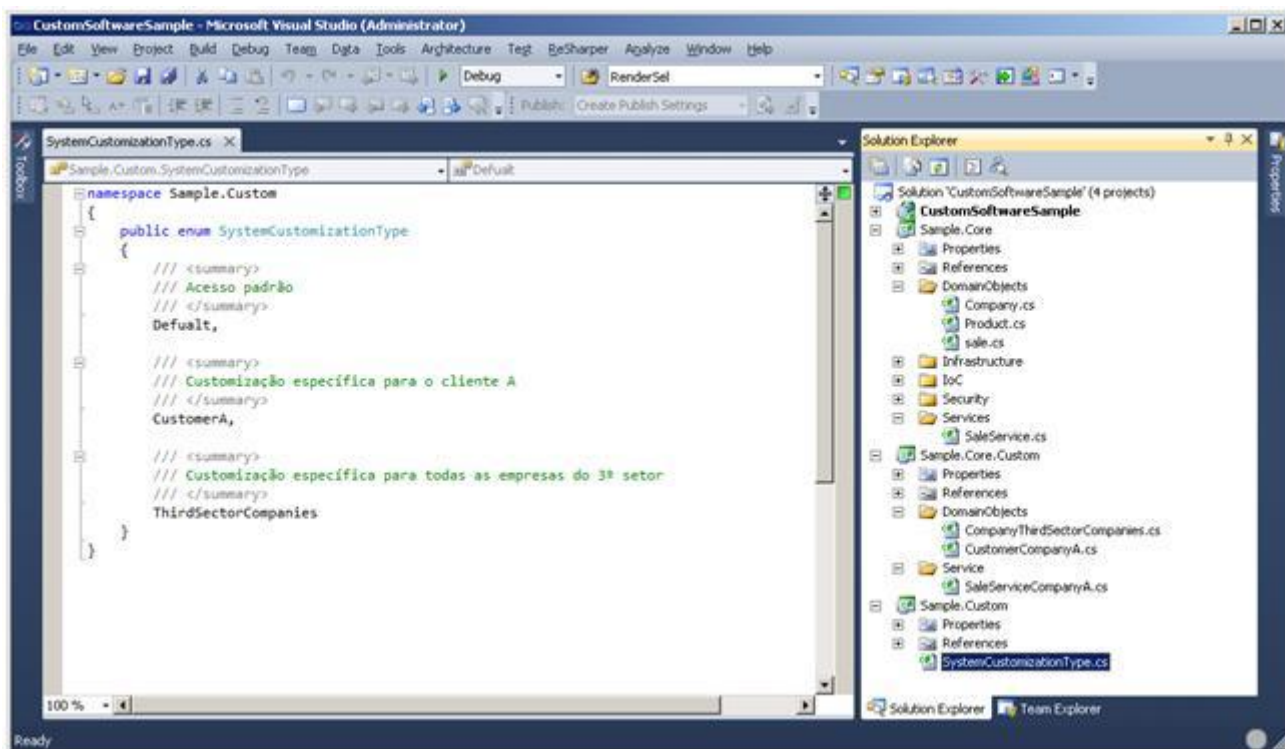 CustomSoftwareSample - Microsoft Visual Studio (Administrator)
File Edit View Project Build Debug Team Data Tools Architecture Test ReSharper Analyze Window Help
Debug RenderSel
Publish: Create Publish Settings
Toolbox
SystemCustomizationType.cs
Sample.Custom.SystemCustomizationType Defualt
namespace Sample.Custom
{
public enum SystemCustomizationType
{
/// <summary>
/// Acesso padrão
/// </summary>
Defualt,
/// <summary>
/// Customização específica para o cliente A
/// </summary>
CustomerA,
/// <summary>
/// Customização específica para todas as empresas do 3º setor
/// </summary>
ThirdSectorCompanies
}
}
100 %
Solution Explorer
Solution 'CustomSoftwareSample' (4 projects)
CustomSoftwareSample
Sample.Core
Properties
References
DomainObjects
Company.cs
Product.cs
sale.cs
Infrastructure
IoC
Security
Services
SaleService.cs
Sample.Core.Custom
Properties
References
DomainObjects
CompanyThirdSectorCompanies.cs
CustomerCompanyA.cs
Service
SaleServiceCompanyA.cs
Sample.Custom
Properties
References
SystemCustomizationType.cs
Solution Explorer Team Explorer
Properties
Ready